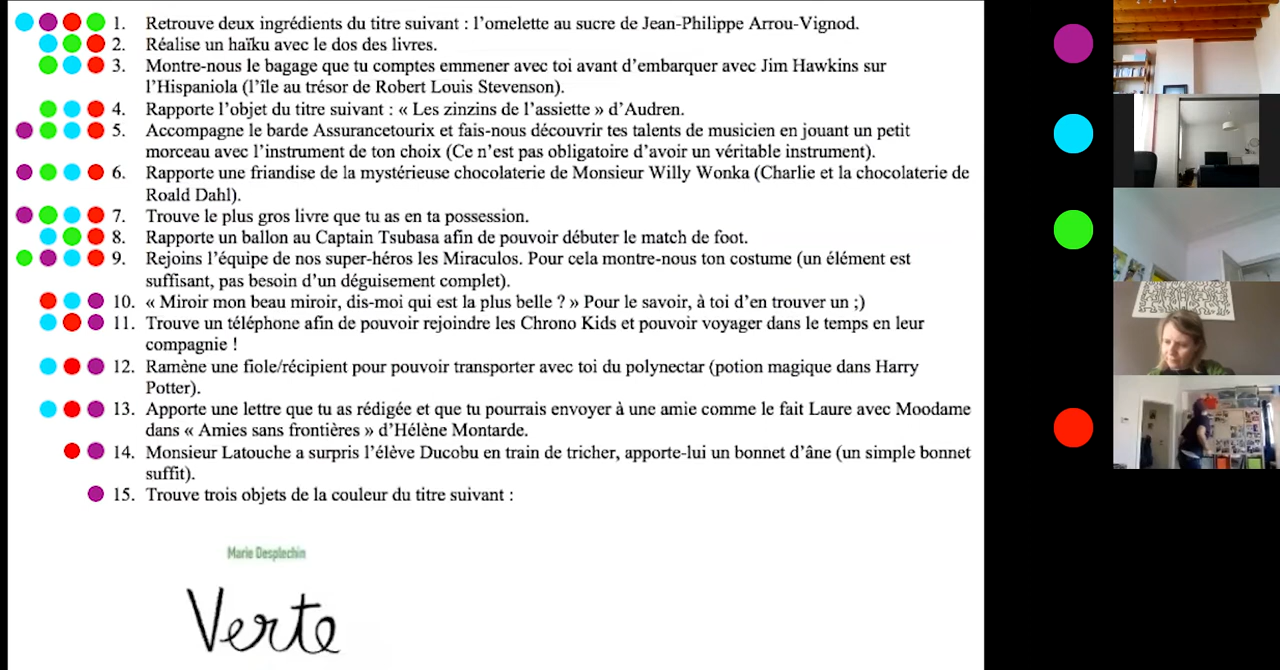 1. Retrouve deux ingrédients du titre suivant : l’omelette au sucre de Jean-Philippe Arrou-Vignod.
2. Réalise un haïku avec le dos des livres.
3. Montre-nous le bagage que tu comptes emmener avec toi avant d’embarquer avec Jim Hawkins sur
l’Hispaniola (l’île au trésor de Robert Louis Stevenson).
4. Rapporte l’objet du titre suivant : « Les zinzins de l’assiette » d’Audren.
5. Accompagne le barde Assurancetourix et fais-nous découvrir tes talents de musicien en jouant un petit
morceau avec l’instrument de ton choix (Ce n’est pas obligatoire d’avoir un véritable instrument).
6. Rapporte une friandise de la mystérieuse chocolaterie de Monsieur Willy Wonka (Charlie et la chocolaterie de
Roald Dahl).
7. Trouve le plus gros livre que tu as en ta possession.
8. Rapporte un ballon au Captain Tsubasa afin de pouvoir débuter le match de foot.
9. Rejoins l’équipe de nos super-héros les Miraculos. Pour cela montre-nous ton costume (un élément est
suffisant, pas besoin d’un déguisement complet).
10. « Miroir mon beau miroir, dis-moi qui est la plus belle ? » Pour le savoir, à toi d’en trouver un ;)
11. Trouve un téléphone afin de pouvoir rejoindre les Chrono Kids et pouvoir voyager dans le temps en leur
compagnie !
12. Ramène une fiole/récipient pour pouvoir transporter avec toi du polynectar (potion magique dans Harry
Potter).
13. Apporte une lettre que tu as rédigée et que tu pourrais envoyer à une amie comme le fait Laure avec Moodame
dans « Amies sans frontières » d’Hélène Montarde.
14. Monsieur Latouche a surpris l’élève Ducobu en train de tricher, apporte-lui un bonnet d’âne (un simple bonnet
suffit).
15. Trouve trois objets de la couleur du titre suivant :
Marie Desplechin
Verte